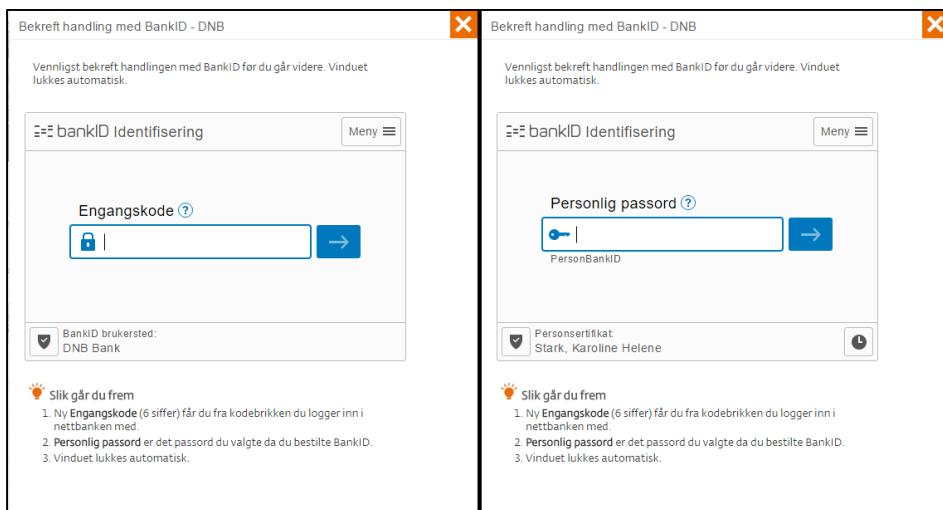 Bekreft handling med BankID - DNB
Vennligst bekreft handlingen med BankID før du går videre. Vinduet
lukkes automatisk.
bankID Identifisering
Meny
Engangskode ?
BankID brukersted:
DNB Bank
Slik går du frem
1. Ny Engangskode (6 siffer) får du fra kodebrikken du logger inn i
nettbanken med.
2. Personlig passord er det passord du valgte da du bestilte BankID.
3. Vinduet lukkes automatisk.
Bekreft handling med BankID - DNB
Vennligst bekreft handlingen med BankID før du går videre. Vinduet
lukkes automatisk.
bankID Identifisering
Meny
Personlig passord ?
PersonBankID
Personsertifikat:
Stark, Karoline Helene
Slik går du frem
1. Ny Engangskode (6 siffer) får du fra kodebrikken du logger inn i
nettbanken med.
2. Personlig passord er det passord du valgte da du bestilte BankID.
3. Vinduet lukkes automatisk.